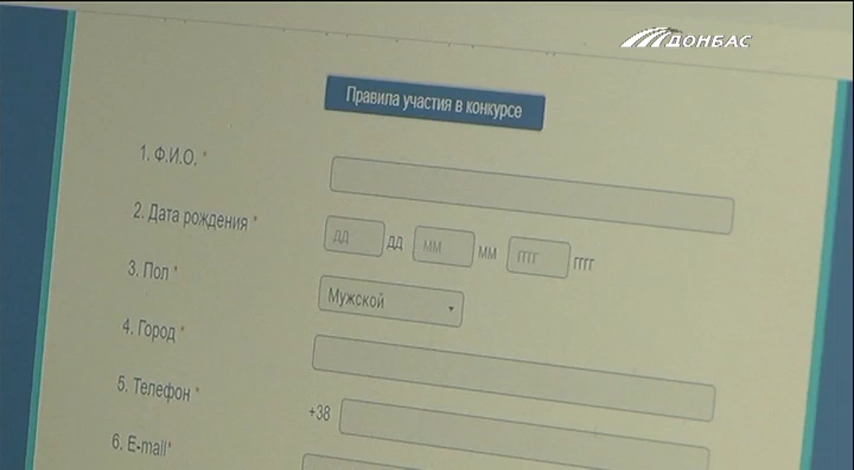 ДОНБАС
Правила участия в конкурсе
1. Ф.И.О. *
2. Дата рождения * ДД ДД ММ ММ ГГГГ ГГГГ
3. Пол * Мужской
4. Город *
5. Телефон * +38
6. E-mail*